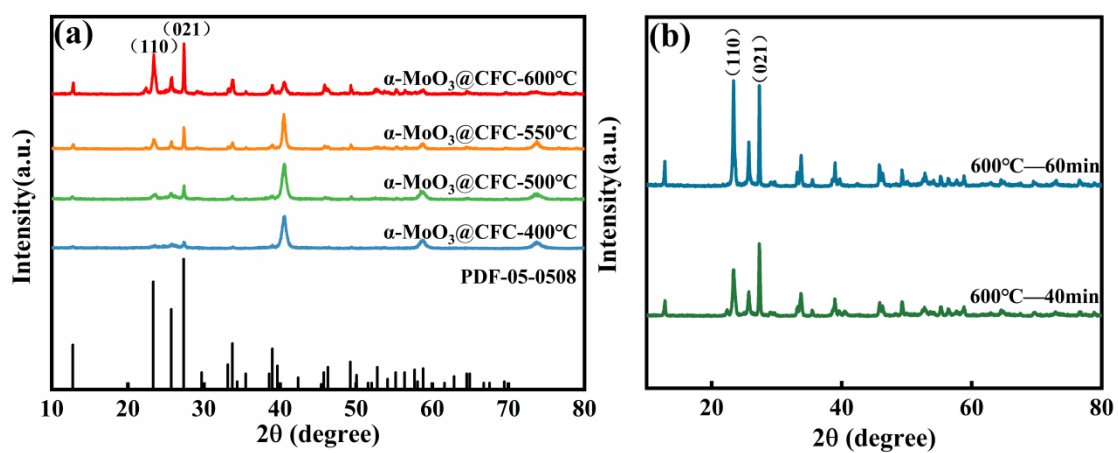 (a)
(110)
(021)
α-MoO₃@CFC-600°C
α-MoO₃@CFC-550°C
α-MoO₃@CFC-500°C
α-MoO₃@CFC-400°C
PDF-05-0508
Intensity(a.u.)
10 20 30 40 50 60 70 80
2θ (degree)
(b)
(110)
(021)
600°C—60min
600°C—40min
Intensity(a.u.)
20 40 60 80
2θ (degree)